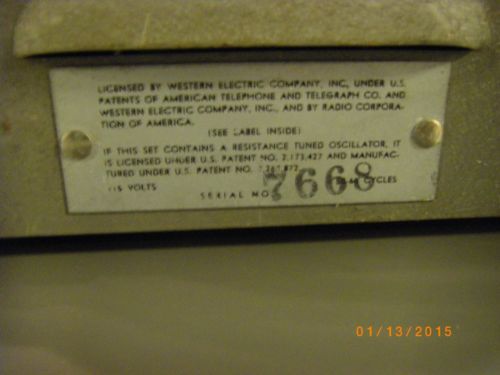 LICENSED BY WESTERN ELECTRIC COMPANY, INC, UNDER U.S.
PATENTS OF AMERICAN TELEPHONE AND TELEGRAPH CO. AND
WESTERN ELECTRIC COMPANY, INC., AND BY RADIO CORPORA-
TION OF AMERICA.
(SEE LABEL INSIDE)
IF THIS SET CONTAINS A RESISTANCE TUNED OSCILLATOR, IT
IS LICENSED UNDER U.S. PATENT NO. 2,173,427 AND MANUFAC-
TURED UNDER U.S. PATENT NO.
115 VOLTS CYCLES
SERIAL NO. 7668
01/13/2015